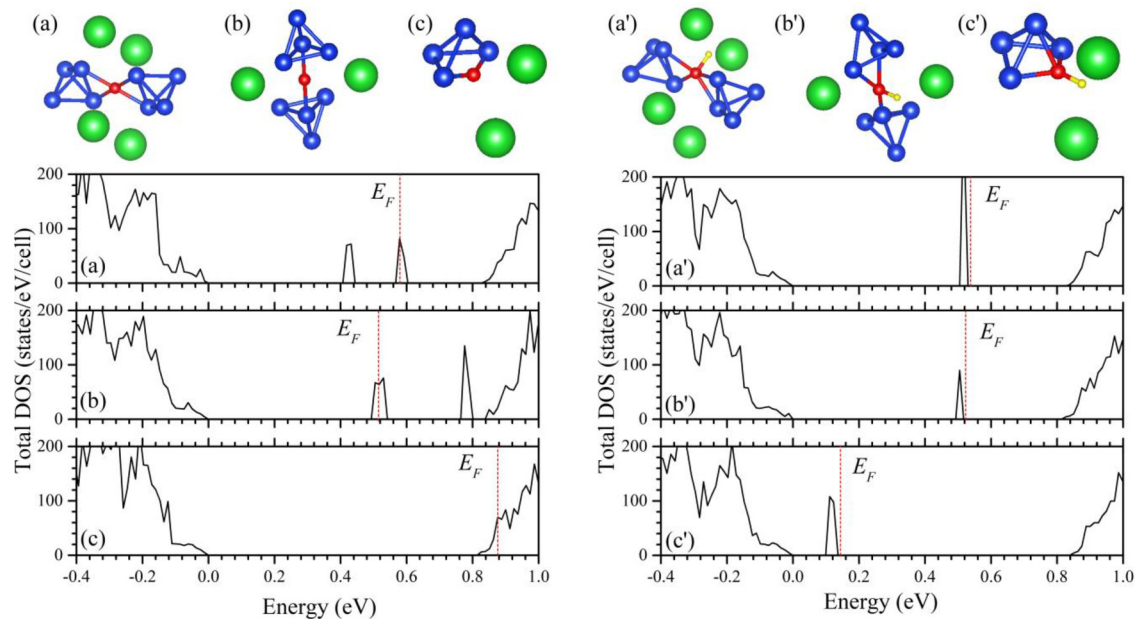 (a) (b) (c) (a') (b') (c')
Total DOS (states/eV/cell)
200
100
0
(a)
E_F
200
100
0
(b)
E_F
200
100
0
(c)
E_F
-0.4 -0.2 0.0 0.2 0.4 0.6 0.8 1.0
Energy (eV)
Total DOS (states/eV/cell)
200
100
0
(a')
E_F
200
100
0
(b')
E_F
200
100
0
(c')
E_F
-0.4 -0.2 0.0 0.2 0.4 0.6 0.8 1.0
Energy (eV)